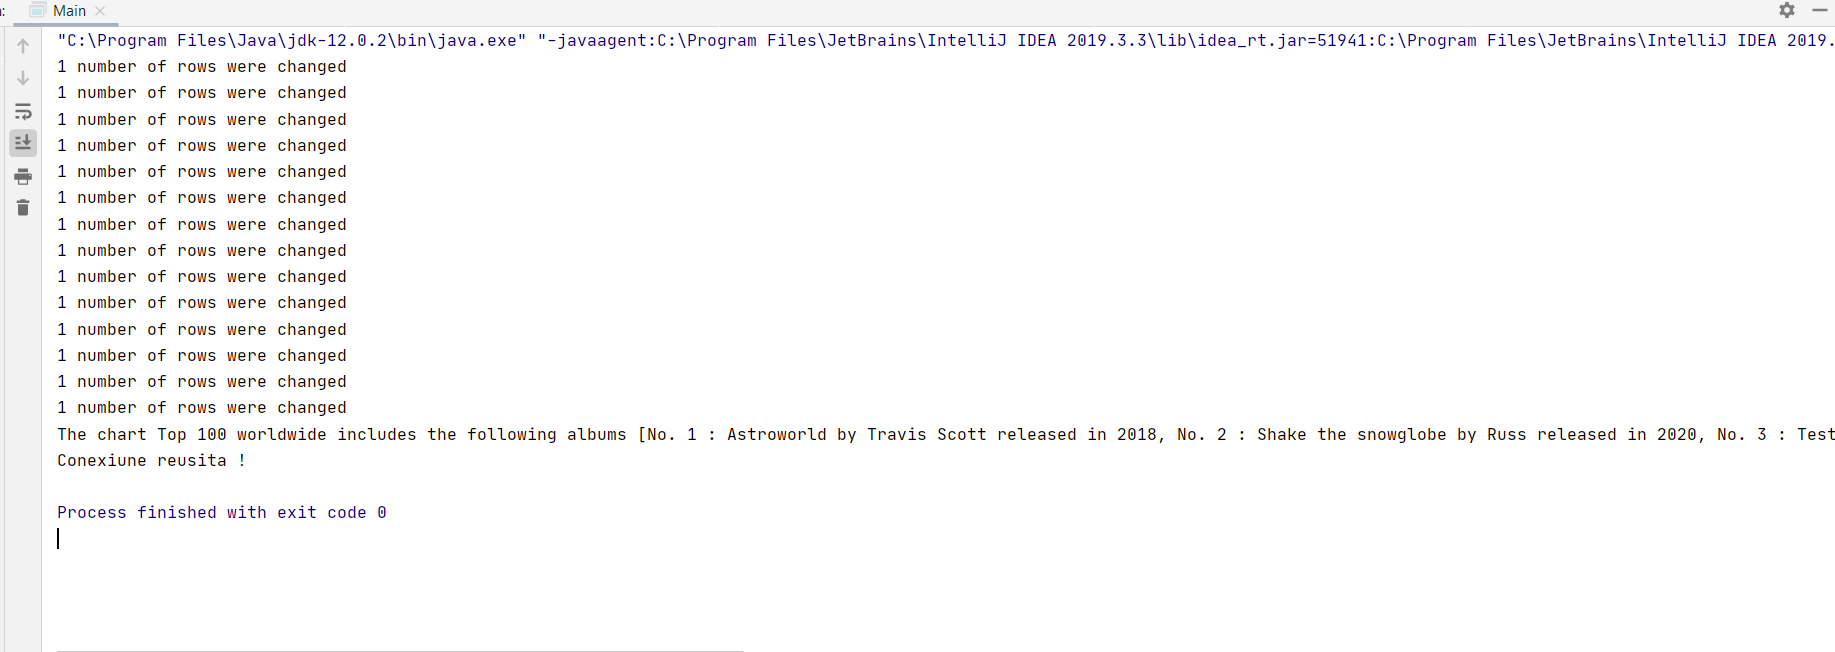 : Main
"C:\Program Files\Java\jdk-12.0.2\bin\java.exe" "-javaagent:C:\Program Files\JetBrains\IntelliJ IDEA 2019.3.3\lib\idea_rt.jar=51941:C:\Program Files\JetBrains\IntelliJ IDEA 2019.
1 number of rows were changed
1 number of rows were changed
1 number of rows were changed
1 number of rows were changed
1 number of rows were changed
1 number of rows were changed
1 number of rows were changed
1 number of rows were changed
1 number of rows were changed
1 number of rows were changed
1 number of rows were changed
1 number of rows were changed
1 number of rows were changed
1 number of rows were changed
The chart Top 100 worldwide includes the following albums [No. 1 : Astroworld by Travis Scott released in 2018, No. 2 : Shake the snowglobe by Russ released in 2020, No. 3 : Test
Conexiune reusita !
Process finished with exit code 0